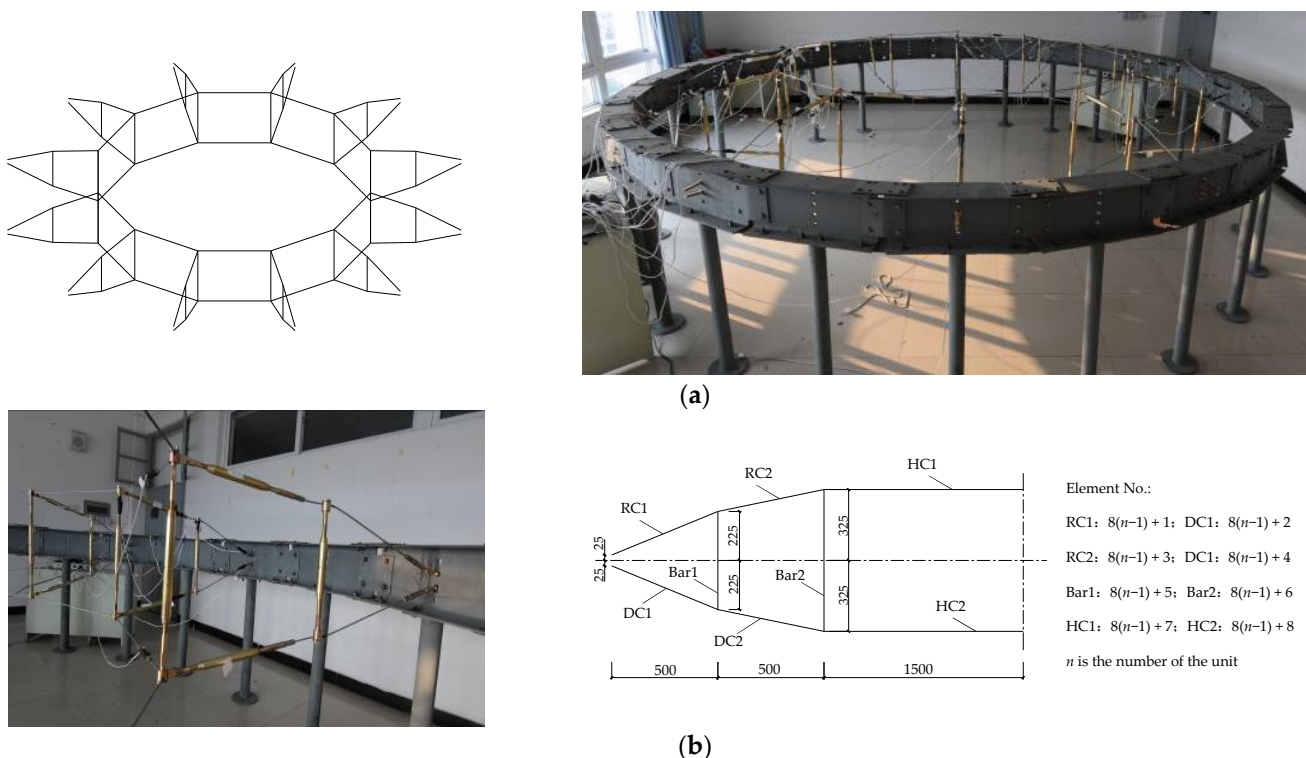 (a)
RC1
RC2
HC1
25
25
225
225
325
325
Bar1
Bar2
DC1
DC2
HC2
500
500
1500
Element No.:
RC1: 8(n−1) + 1; DC1: 8(n−1) + 2
RC2: 8(n−1) + 3; DC1: 8(n−1) + 4
Bar1: 8(n−1) + 5; Bar2: 8(n−1) + 6
HC1: 8(n−1) + 7; HC2: 8(n−1) + 8
n is the number of the unit
(b)